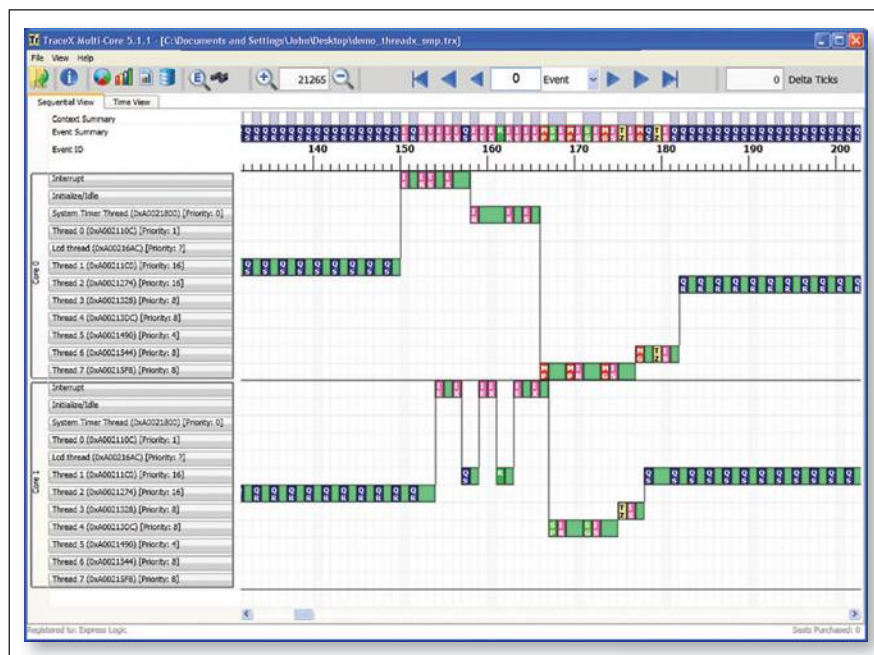 TraceX Multi-Core 5.1.1 - [C:\Documents and Settings\John\Desktop\demo_threadx_smp.trx]
File View Help
21265 0 Event 0 Delta Ticks
Sequential View Time View
Context Summary
Event Summary
Event ID 140 150 160 170 180 190 200
Core 0
Interrupt
Initialize/Idle
System Timer Thread (0xA0021800) [Priority: 0]
Thread 0 (0xA002110C) [Priority: 1]
Lcd thread (0xA00216AC) [Priority: 7]
Thread 1 (0xA00211C0) [Priority: 16]
Thread 2 (0xA0021274) [Priority: 16]
Thread 3 (0xA0021328) [Priority: 8]
Thread 4 (0xA00213DC) [Priority: 8]
Thread 5 (0xA0021490) [Priority: 4]
Thread 6 (0xA0021544) [Priority: 8]
Thread 7 (0xA00215F8) [Priority: 8]
Core 1
Interrupt
Initialize/Idle
System Timer Thread (0xA0021800) [Priority: 0]
Thread 0 (0xA002110C) [Priority: 1]
Lcd thread (0xA00216AC) [Priority: 7]
Thread 1 (0xA00211C0) [Priority: 16]
Thread 2 (0xA0021274) [Priority: 16]
Thread 3 (0xA0021328) [Priority: 8]
Thread 4 (0xA00213DC) [Priority: 8]
Thread 5 (0xA0021490) [Priority: 4]
Thread 6 (0xA0021544) [Priority: 8]
Thread 7 (0xA00215F8) [Priority: 8]
Registered to: Express Logic Seats Purchased: 0